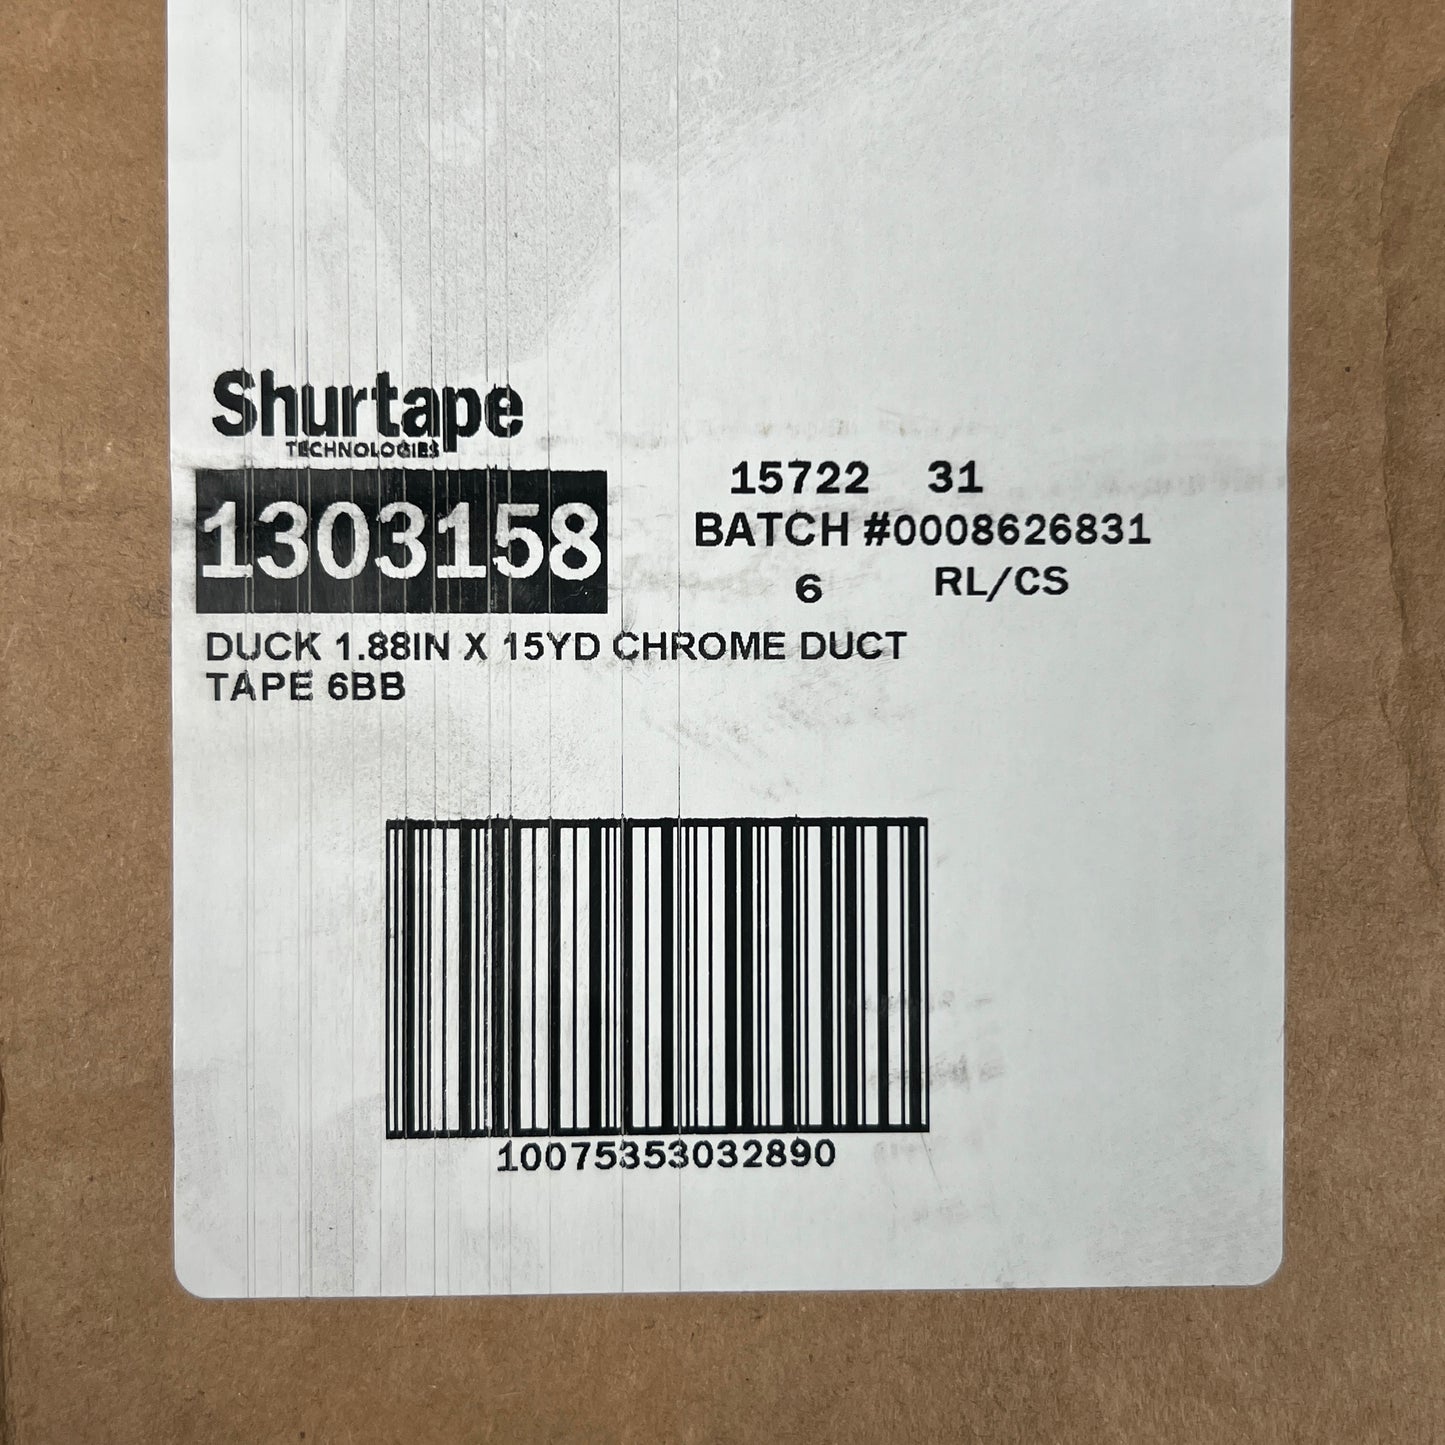 Shurtape
TECHNOLOGIES
1303158
15722 31
BATCH #0008626831
6 RL/CS
DUCK 1.88IN X 15YD CHROME DUCT
TAPE 6BB
10075353032890